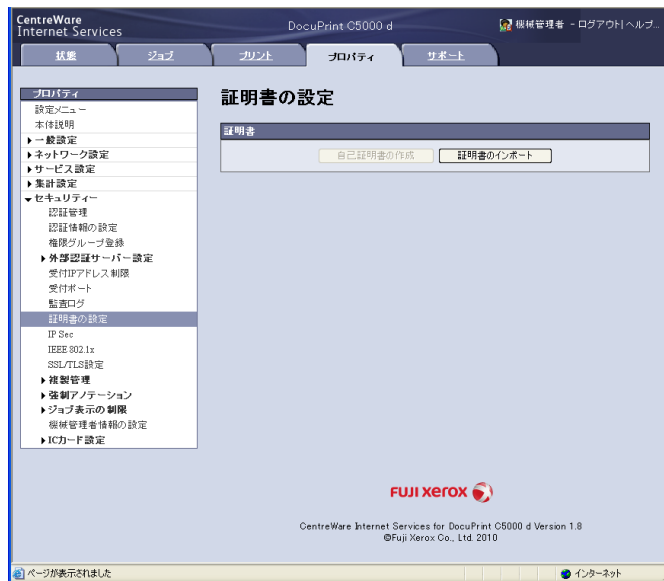 CentreWare
Internet Services
DocuPrint C5000 d
機械管理者 - ログアウト|ヘルプ...
状態
ジョブ
プリント
プロパティ
サポート
プロパティ
設定メニュー
本体説明
一般設定
ネットワーク設定
サービス設定
集計設定
セキュリティー
認証管理
認証情報の設定
権限グループ登録
外部認証サーバー設定
受付IPアドレス制限
受付ポート
監査ログ
証明書の設定
IP Sec
IEEE 802.1x
SSL/TLS設定
複製管理
強制アノテーション
ジョブ表示の制限
機械管理者情報の設定
ICカード設定
証明書の設定
証明書
自己証明書の作成
証明書のインポート
FUJI XEROX
CentreWare Internet Services for DocuPrint C5000 d Version 1.8
©Fuji Xerox Co., Ltd. 2010
ページが表示されました
インターネット